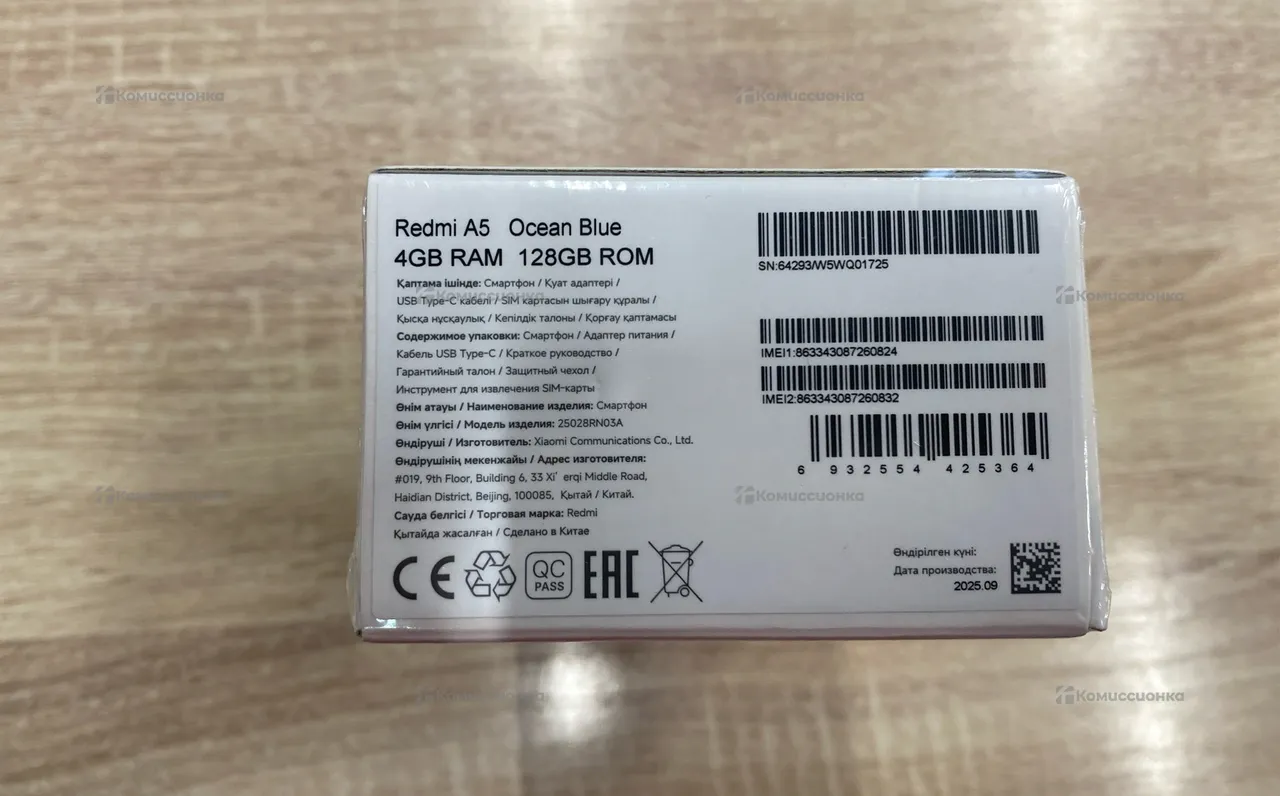 Комиссионка
Комиссионка
Redmi A5 Ocean Blue
4GB RAM 128GB ROM
Қаптама ішінде: Смартфон / Қуат адаптері /
USB Type-C кабелі / SIM картасын шығару құралы /
Қысқа нұсқаулық / Кепілдік талоны / Қорғау қаптамасы
Содержимое упаковки: Смартфон / Адаптер питания /
Кабель USB Type-C / Краткое руководство /
Гарантийный талон / Защитный чехол /
Инструмент для извлечения SIM-карты
Өнім атауы / Наименование изделия: Смартфон
Өнім үлгісі / Модель изделия: 25028RN03A
Өндіруші / Изготовитель: Xiaomi Communications Co., Ltd.
Өндірушінің мекенжайы / Адрес изготовителя:
#019, 9th Floor, Building 6, 33 Xi' erqi Middle Road,
Haidian District, Beijing, 100085, Қытай / Китай.
Сауда белгісі / Торговая марка: Redmi
Қытайда жасалған / Сделано в Китае
CE
QC
PASS
EAC
SN:64293/W5WQ01725
IMEI1:863343087260824
IMEI2:863343087260832
6 932554 425364
Өндірілген күні:
Дата производства:
2025.09
Комиссионка
Комиссионка
Комиссионка
Комиссионка
Комиссионка
Комиссионка